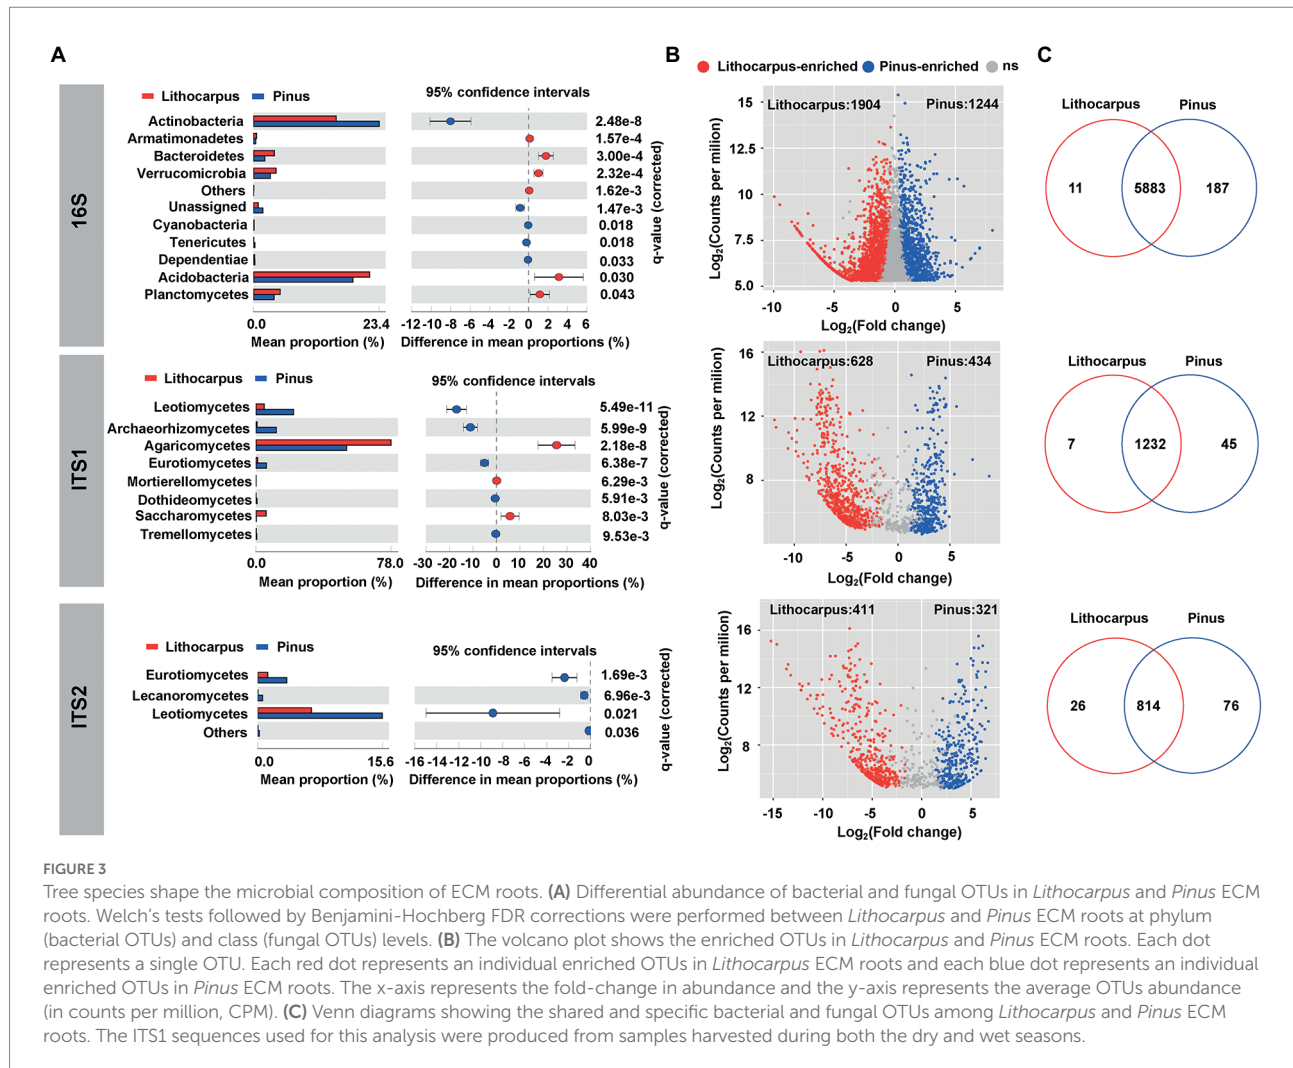 A
B
C
Lithocarpus-enriched Pinus-enriched ns
16S
Lithocarpus Pinus
95% confidence intervals
Actinobacteria 2.48e-8
Armatimonadetes 1.57e-4
Bacteroidetes 3.00e-4
Verrucomicrobia 2.32e-4
Others 1.62e-3
Unassigned 1.47e-3
Cyanobacteria 0.018
Tenericutes 0.018
Dependentiae 0.033
Acidobacteria 0.030
Planctomycetes 0.043
q-value (corrected)
0.0 23.4
Mean proportion (%)
-12 -10 -8 -6 -4 -2 0 2 4 6
Difference in mean proportions (%)
Lithocarpus:1904 Pinus:1244
Log2(Counts per million)
15
12.5
10
7.5
5.0
-10 -5 0 5
Log2(Fold change)
Lithocarpus Pinus
11 5883 187
ITS1
Lithocarpus Pinus
95% confidence intervals
Leotiomycetes 5.49e-11
Archaeorhizomycetes 5.99e-9
Agaricomycetes 2.18e-8
Eurotiomycetes 6.38e-7
Mortierellomycetes 6.29e-3
Dothideomycetes 5.91e-3
Saccharomycetes 8.03e-3
Tremellomycetes 9.53e-3
q-value (corrected)
0.0 78.0
Mean proportion (%)
-30 -20 -10 0 10 20 30 40
Difference in mean proportions (%)
Lithocarpus:628 Pinus:434
Log2(Counts per million)
16
12
8
-10 -5 0 5
Log2(Fold change)
Lithocarpus Pinus
7 1232 45
ITS2
Lithocarpus Pinus
95% confidence intervals
Eurotiomycetes 1.69e-3
Lecanoromycetes 6.96e-3
Leotiomycetes 0.021
Others 0.036
q-value (corrected)
0.0 15.6
Mean proportion (%)
-16 -14 -12 -10 -8 -6 -4 -2 0
Difference in mean proportions (%)
Lithocarpus:411 Pinus:321
Log2(Counts per million)
16
12
8
-15 -10 -5 0 5
Log2(Fold change)
Lithocarpus Pinus
26 814 76
FIGURE 3
Tree species shape the microbial composition of ECM roots. (A) Differential abundance of bacterial and fungal OTUs in Lithocarpus and Pinus ECM
roots. Welch's tests followed by Benjamini-Hochberg FDR corrections were performed between Lithocarpus and Pinus ECM roots at phylum
(bacterial OTUs) and class (fungal OTUs) levels. (B) The volcano plot shows the enriched OTUs in Lithocarpus and Pinus ECM roots. Each dot
represents a single OTU. Each red dot represents an individual enriched OTUs in Lithocarpus ECM roots and each blue dot represents an individual
enriched OTUs in Pinus ECM roots. The x-axis represents the fold-change in abundance and the y-axis represents the average OTUs abundance
(in counts per million, CPM). (C) Venn diagrams showing the shared and specific bacterial and fungal OTUs among Lithocarpus and Pinus ECM
roots. The ITS1 sequences used for this analysis were produced from samples harvested during both the dry and wet seasons.